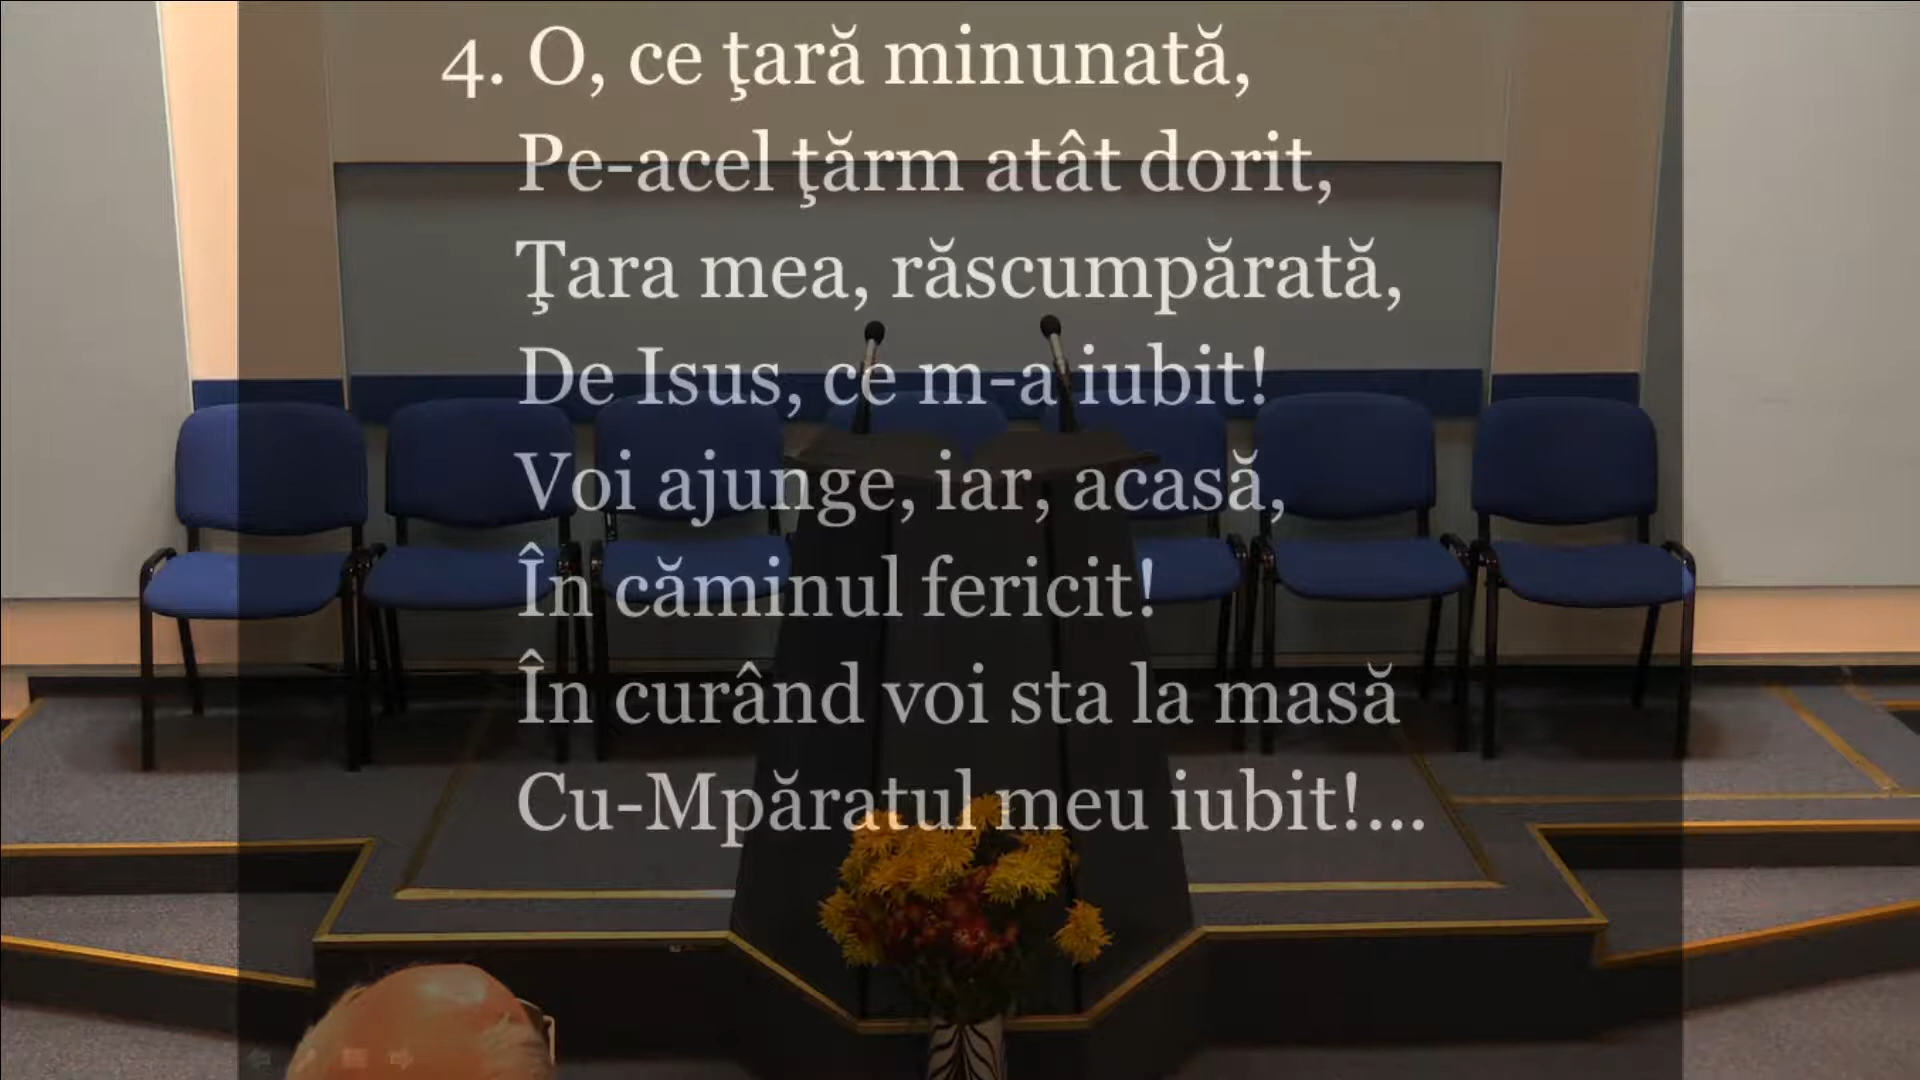 4. O, ce ţară minunată,
Pe-acel ţărm atât dorit,
Ţara mea, răscumpărată,
De Isus, ce m-a iubit!
Voi ajunge, iar, acasă,
În căminul fericit!
În curând voi sta la masă
Cu-Mpăratul meu iubit!...